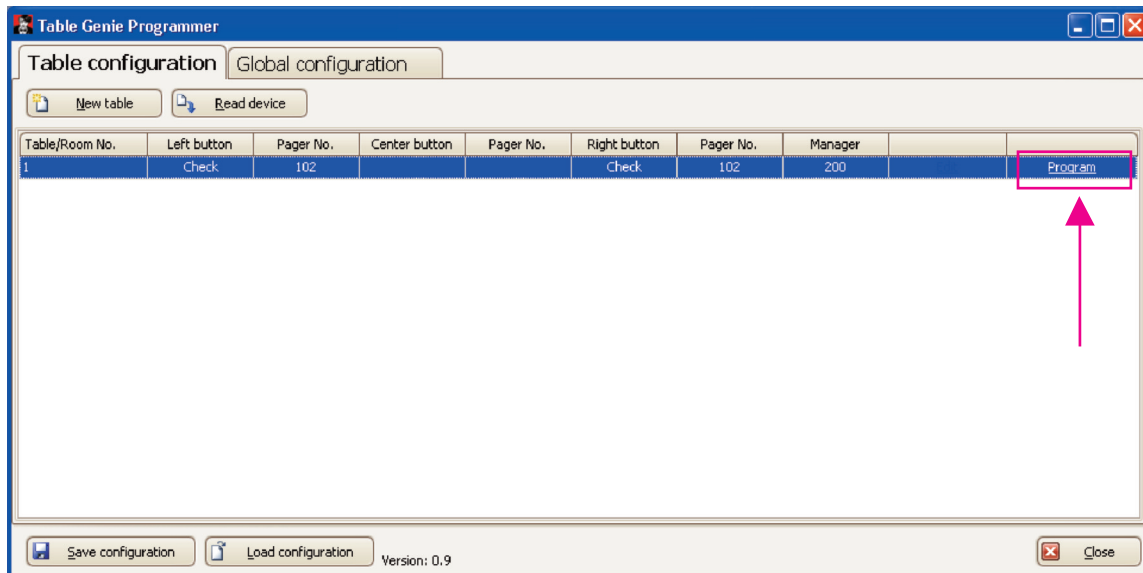 Table Genie Programmer
Table configuration Global configuration
New table Read device
Table/Room No. Left button Pager No. Center button Pager No. Right button Pager No. Manager
1 Check 102 Check 102 200 Program
Save configuration Load configuration Version: 0.9 Close